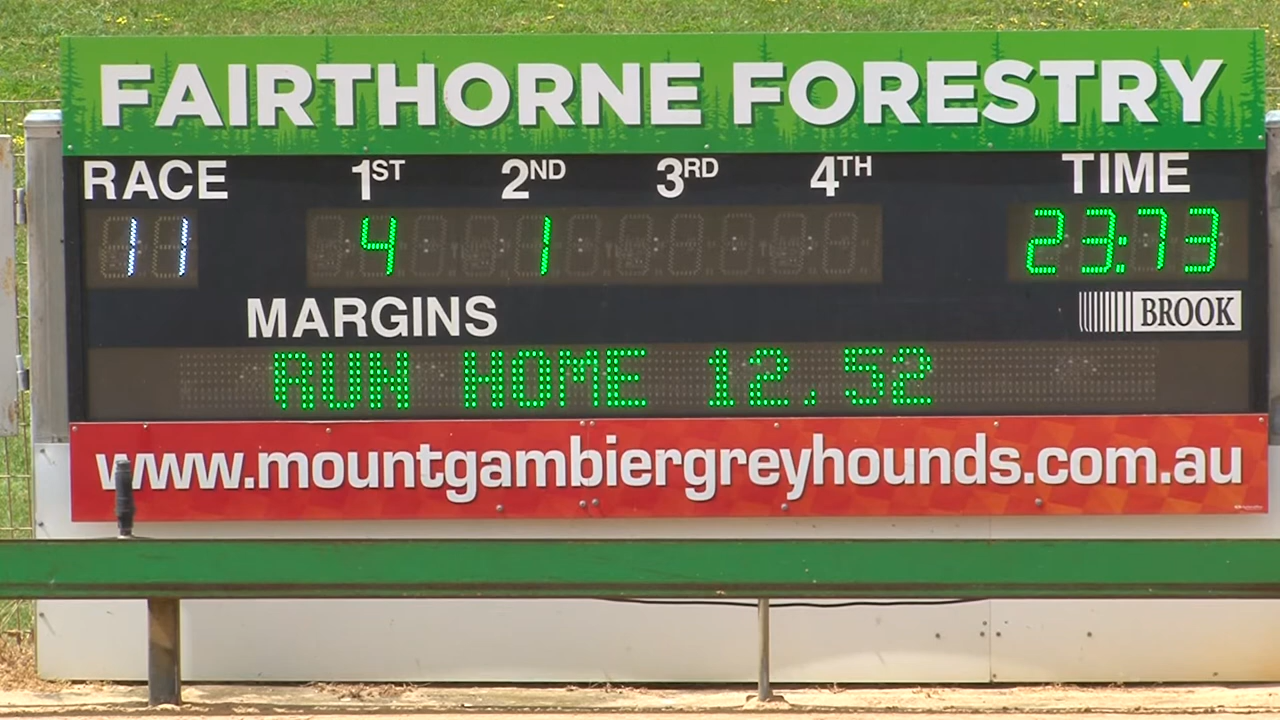 FAIRTHORNE FORESTRY
RACE 1ST 2ND 3RD 4TH TIME
11 4 1 23:73
MARGINS
BROOK
RUN HOME 12.52
www.mountgambiergreyhounds.com.au